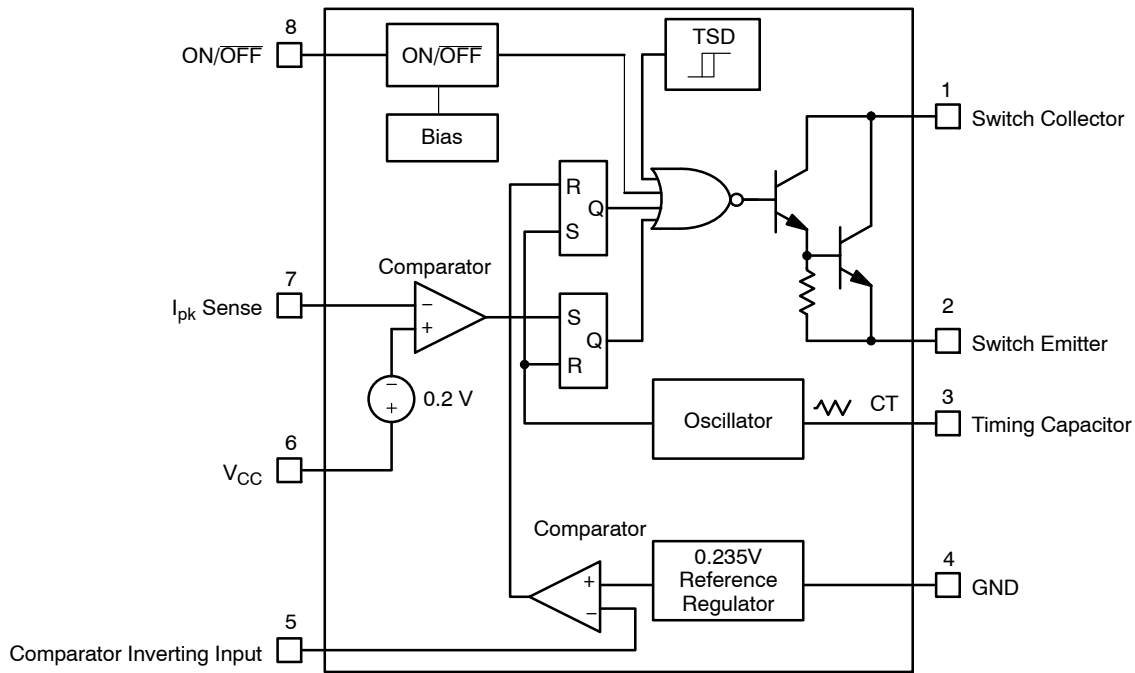 8
ON/OFF
ON/OFF
Bias
TSD
1
Switch Collector
R
Q
S
Comparator
7
Ipk Sense
−
+
S
Q
R
2
Switch Emitter
−
+
0.2 V
Oscillator
CT
3
Timing Capacitor
6
VCC
Comparator
0.235V
Reference
Regulator
+
−
4
GND
5
Comparator Inverting Input